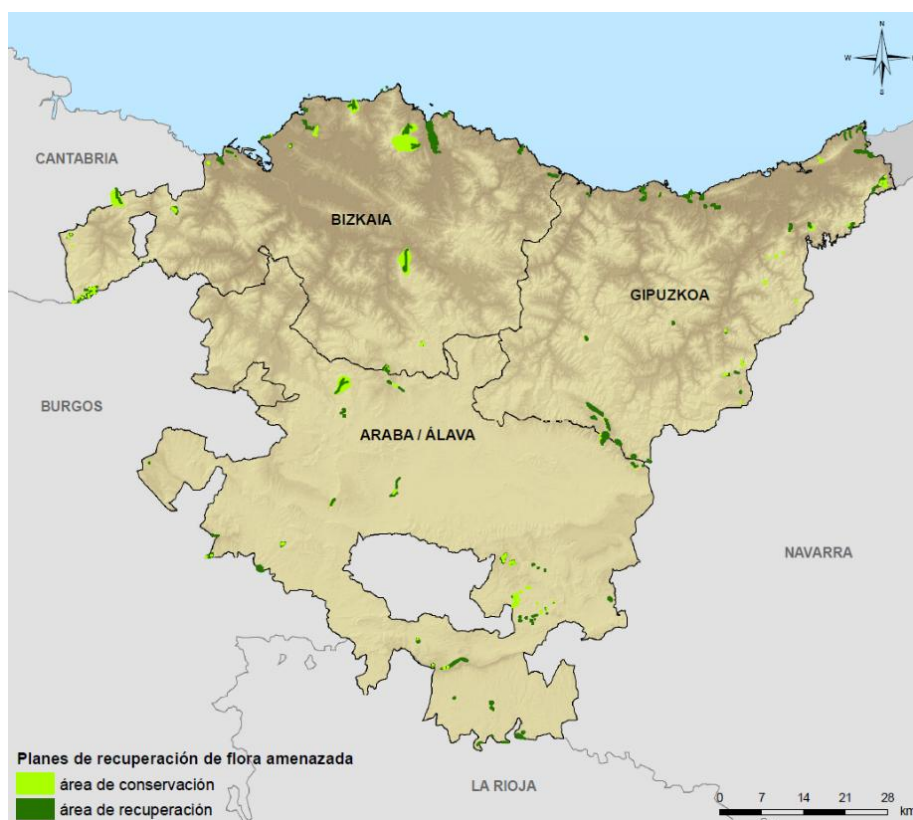 N
W
S
CANTABRIA
BIZKAIA
GIPUZKOA
BURGOS
ARABA / ÁLAVA
NAVARRA
Planes de recuperación de flora amenazada
área de conservación
área de recuperación
LA RIOJA
0 7 14 21 28
km